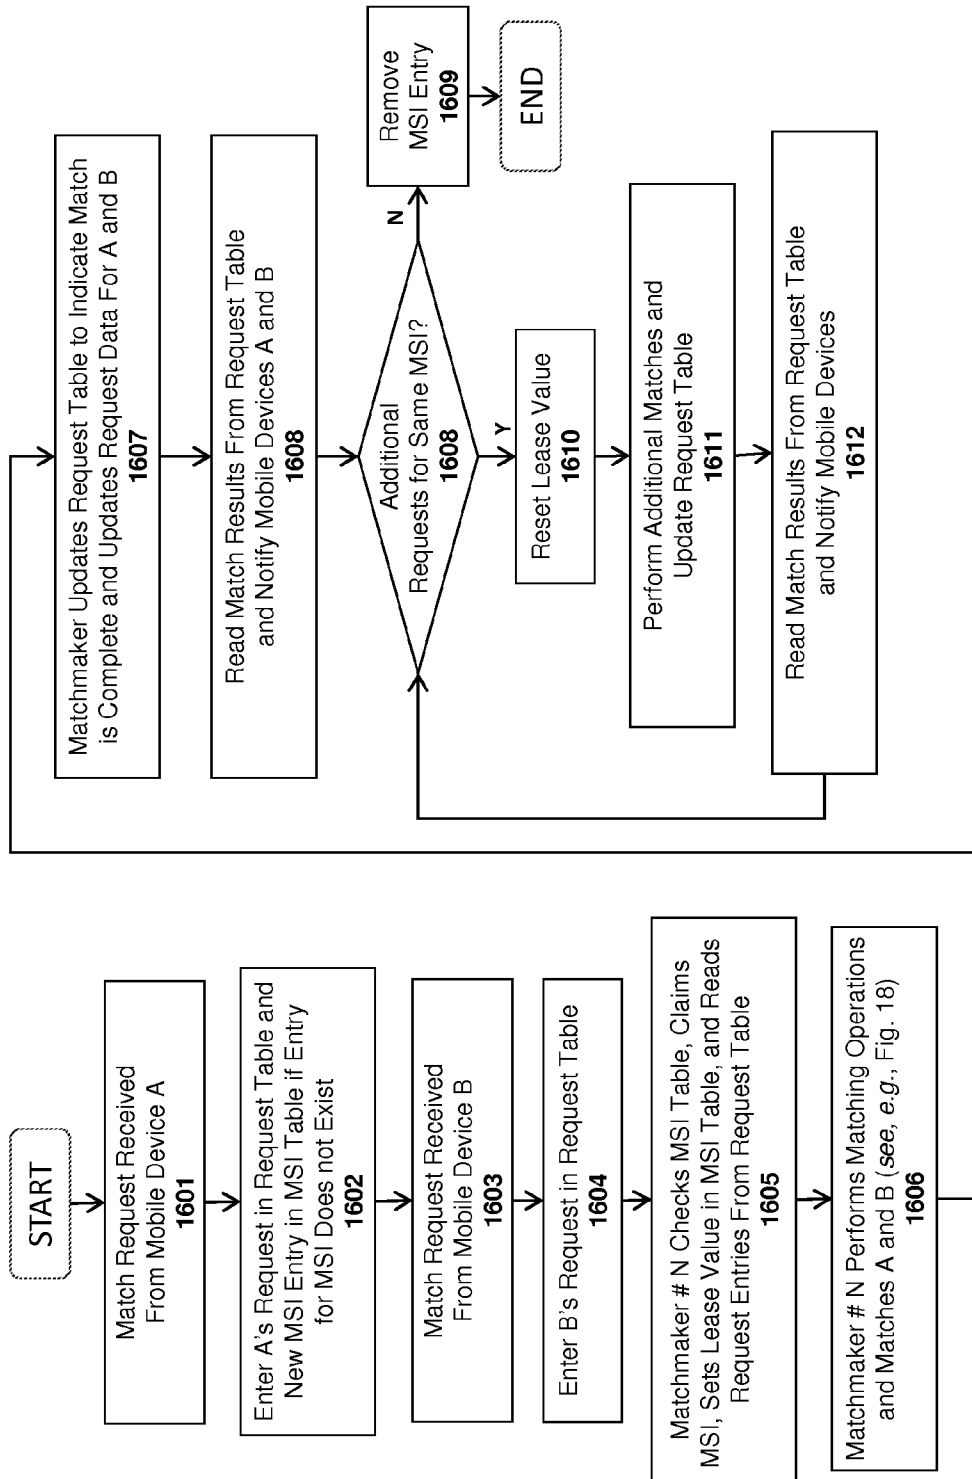 START
Match Request Received
From Mobile Device A
1601
Enter A's Request in Request Table and
New MSI Entry in MSI Table if Entry
for MSI Does not Exist
1602
Match Request Received
From Mobile Device B
1603
Enter B's Request in Request Table
1604
Matchmaker # N Checks MSI Table, Claims
MSI, Sets Lease Value in MSI Table, and Reads
Request Entries From Request Table
1605
Matchmaker # N Performs Matching Operations
and Matches A and B (see, e.g., Fig. 18)
1606
Matchmaker Updates Request Table to Indicate Match
is Complete and Updates Request Data For A and B
1607
Read Match Results From Request Table
and Notify Mobile Devices A and B
1608
Additional
Requests for Same MSI?
1608
N
Remove
MSI Entry
1609
END
Y
Reset Lease Value
1610
Perform Additional Matches and
Update Request Table
1611
Read Match Results From Request Table
and Notify Mobile Devices
1612